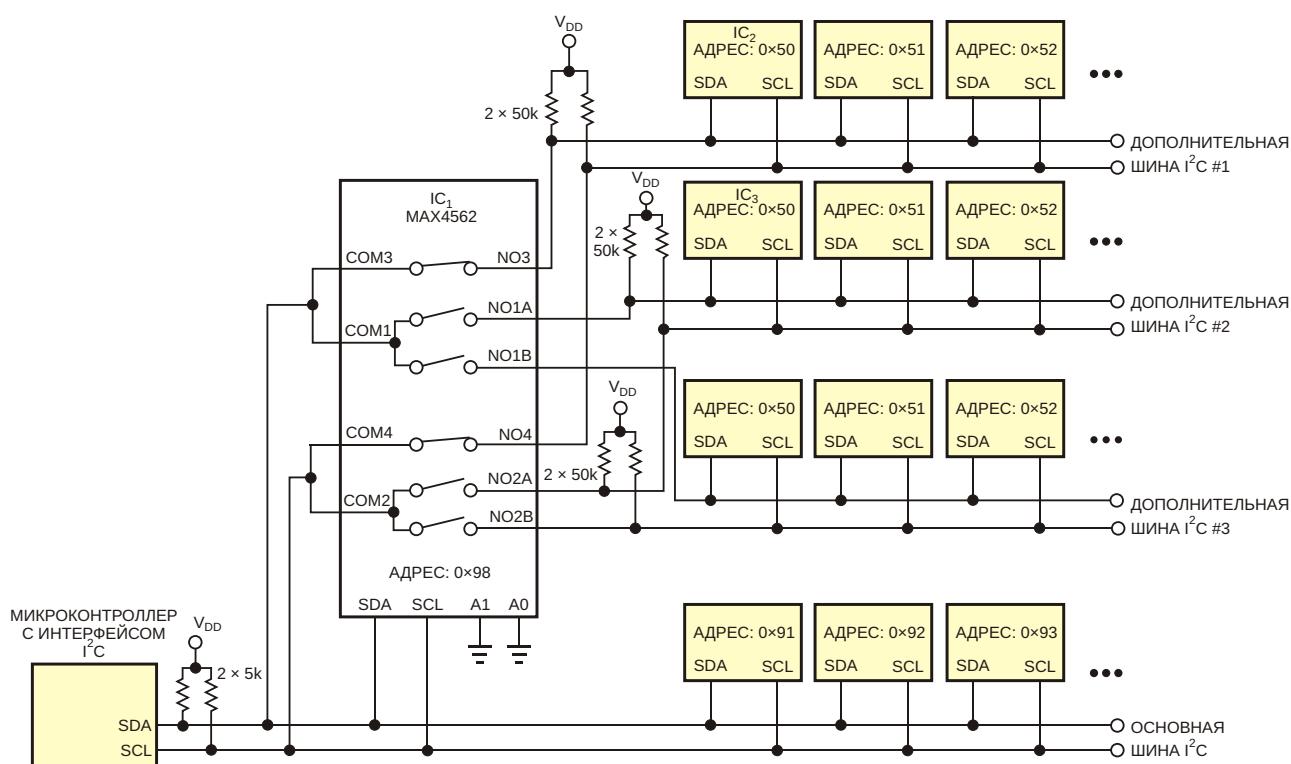 VDD
IC2
АДРЕС: 0×50
SDA SCL
АДРЕС: 0×51
SDA SCL
АДРЕС: 0×52
SDA SCL
•••
2 × 50k
ДОПОЛНИТЕЛЬНАЯ
ШИНА I2C #1
IC1
MAX4562
VDD
IC3
АДРЕС: 0×50
SDA SCL
АДРЕС: 0×51
SDA SCL
АДРЕС: 0×52
SDA SCL
•••
2 ×
50k
COM3
NO3
ДОПОЛНИТЕЛЬНАЯ
ШИНА I2C #2
NO1A
COM1
NO1B
VDD
АДРЕС: 0×50
SDA SCL
АДРЕС: 0×51
SDA SCL
АДРЕС: 0×52
SDA SCL
•••
COM4
NO4
2 × 50k
NO2A
COM2
NO2B
ДОПОЛНИТЕЛЬНАЯ
ШИНА I2C #3
АДРЕС: 0×98
SDA SCL A1 A0
МИКРОКОНТРОЛЛЕР
С ИНТЕРФЕЙСОМ
I2C
VDD
2 × 5k
АДРЕС: 0×91
SDA SCL
АДРЕС: 0×92
SDA SCL
АДРЕС: 0×93
SDA SCL
•••
SDA
SCL
ОСНОВНАЯ
ШИНА I2C